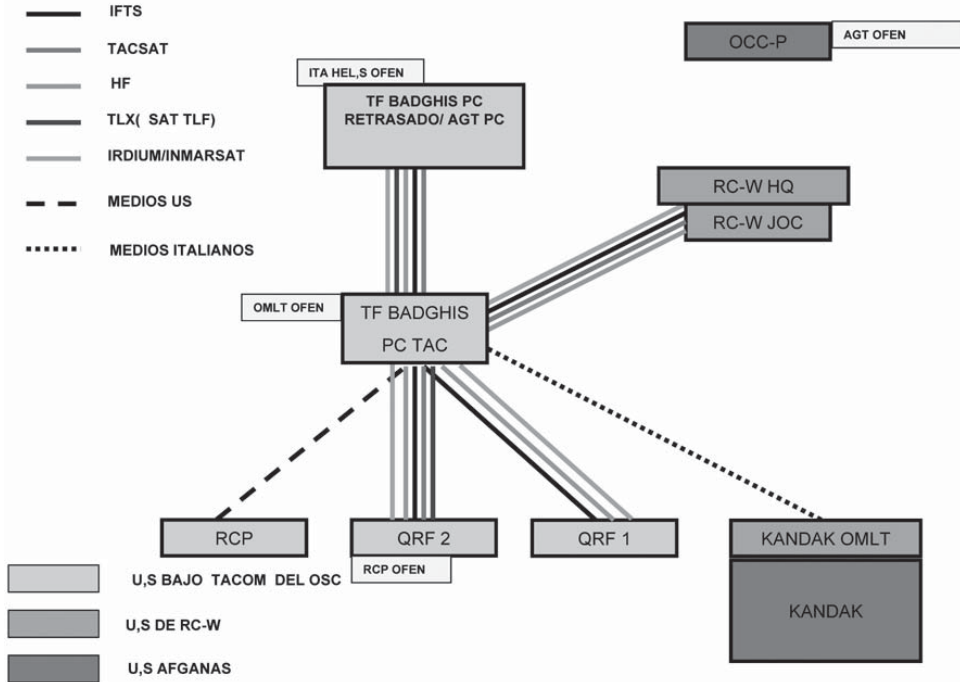 IFTS
TACSAT
HF
TLX( SAT TLF)
IRDIUM/INMARSAT
MEDIOS US
MEDIOS ITALIANOS
OCC-P
AGT OFEN
ITA HEL,S OFEN
TF BADGHIS PC
RETRASADO/ AGT PC
RC-W HQ
RC-W JOC
OMLT OFEN
TF BADGHIS
PC TAC
RCP
QRF 2
RCP OFEN
QRF 1
KANDAK OMLT
KANDAK
U,S BAJO TACOM DEL OSC
U,S DE RC-W
U,S AFGANAS